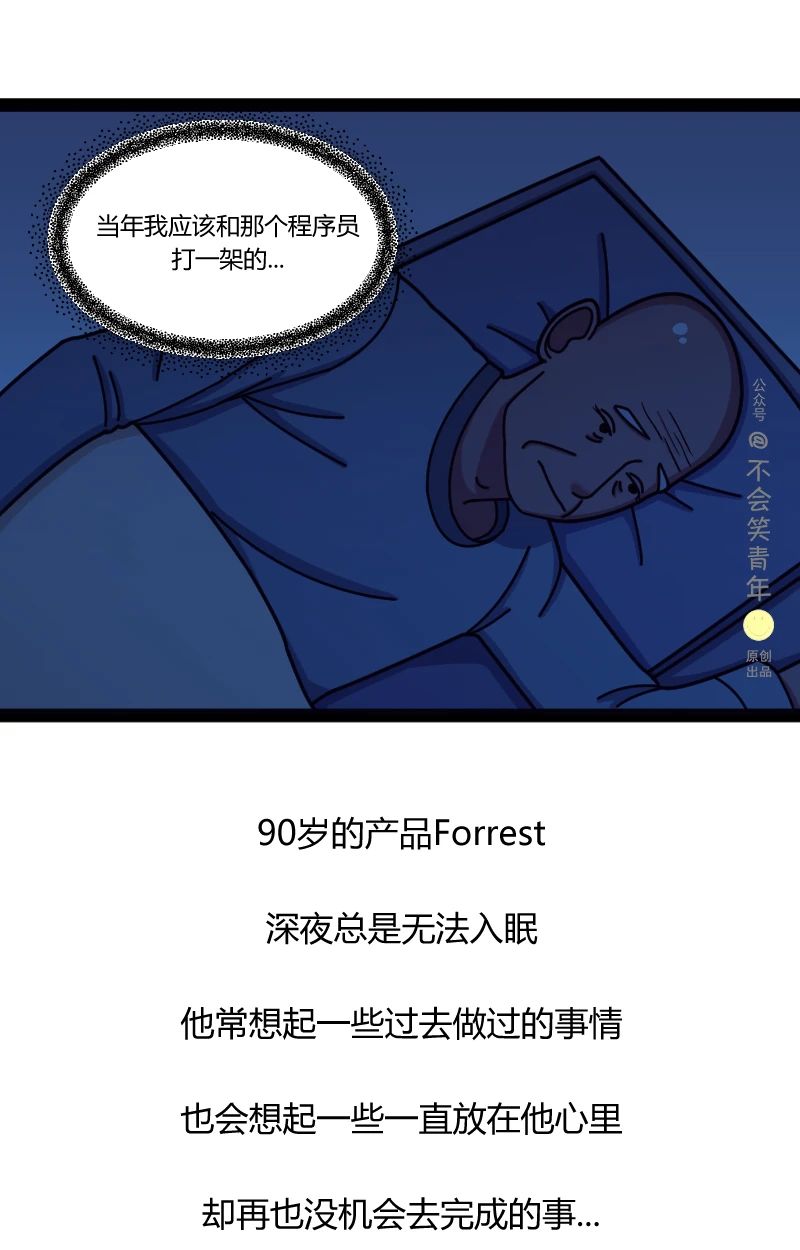 当年我应该和那个程序员
打一架的...
公众号
@不会笑青年
原创
出品
90岁的产品Forrest
深夜总是无法入眠
他常想起一些过去做过的事情
也会想起一些一直放在他心里
却再也没机会去完成的事...